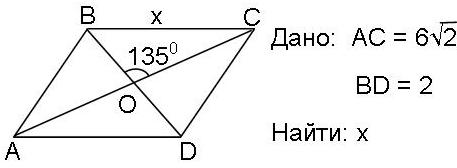 B x C
135⁰
O
A D
Дано: AC = 6√2
BD = 2
Найти: x